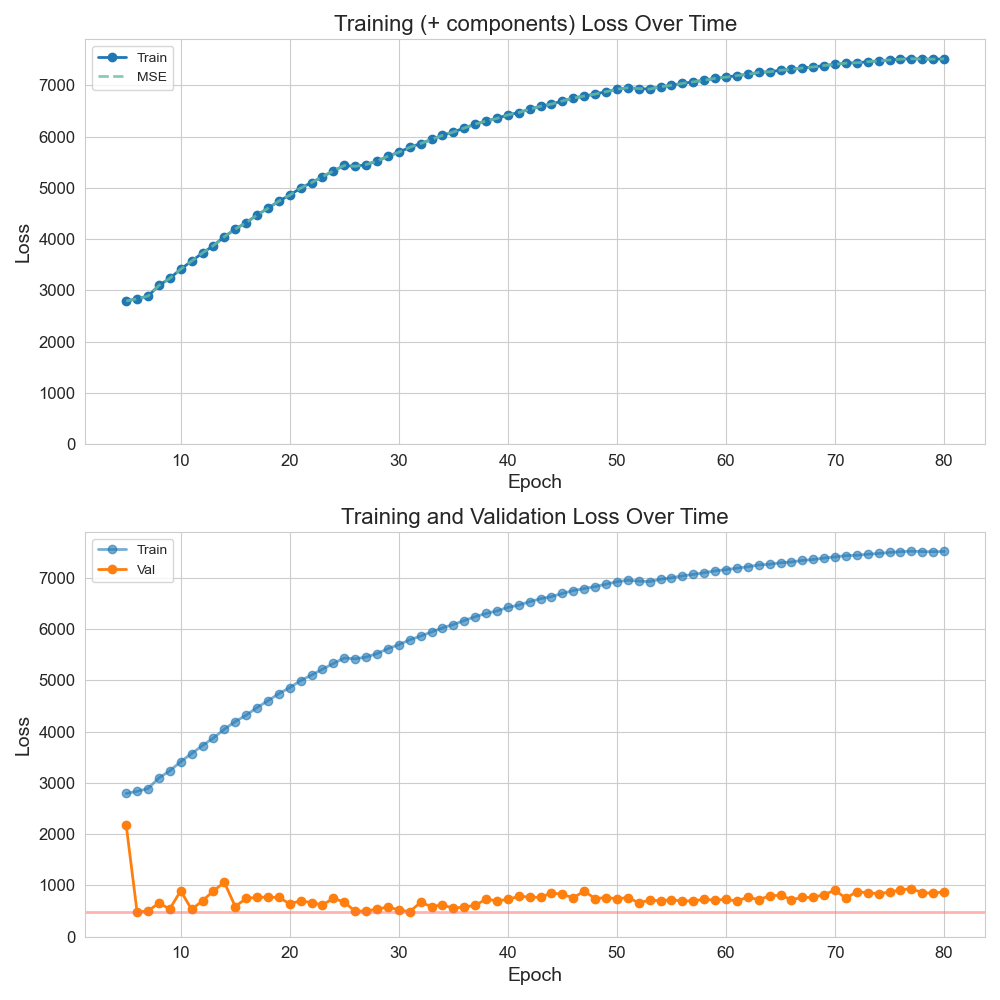 Training (+ components) Loss Over Time
Train
MSE
Loss
7000
6000
5000
4000
3000
2000
1000
0
10 20 30 40 50 60 70 80
Epoch
Training and Validation Loss Over Time
Train
Val
Loss
7000
6000
5000
4000
3000
2000
1000
0
10 20 30 40 50 60 70 80
Epoch